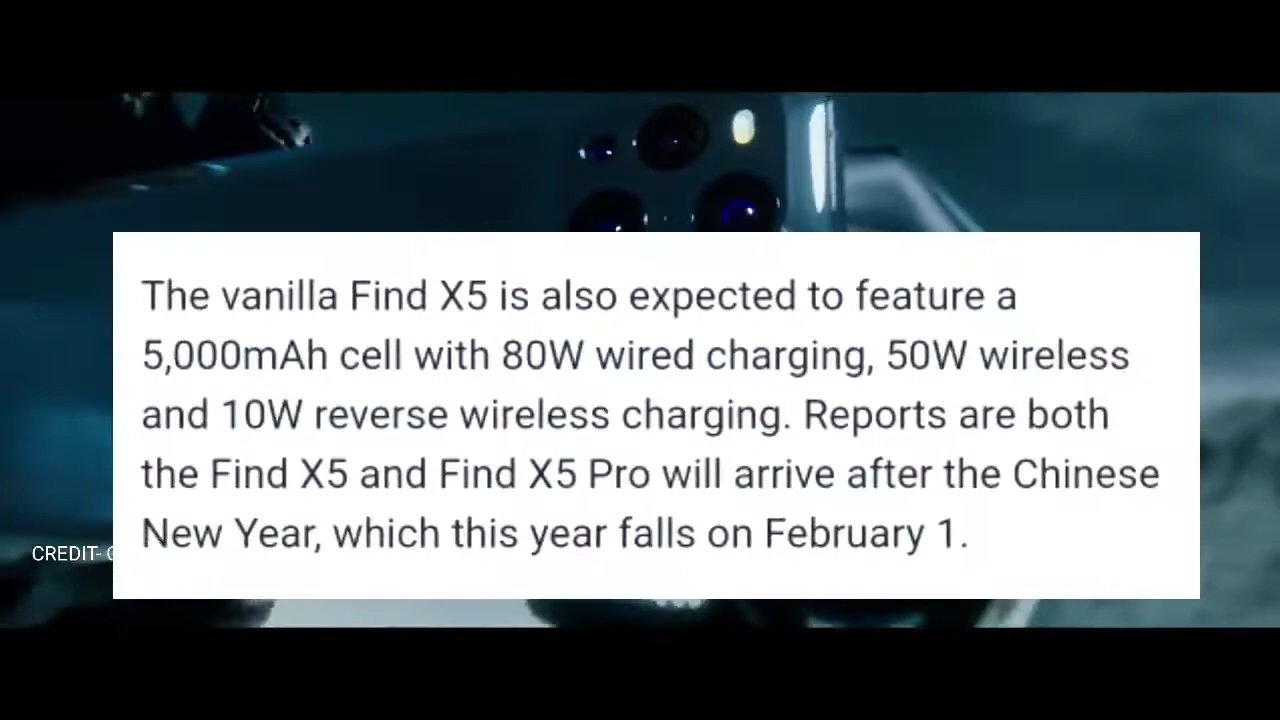 The vanilla Find X5 is also expected to feature a
5,000mAh cell with 80W wired charging, 50W wireless
and 10W reverse wireless charging. Reports are both
the Find X5 and Find X5 Pro will arrive after the Chinese
New Year, which this year falls on February 1.
CREDIT-